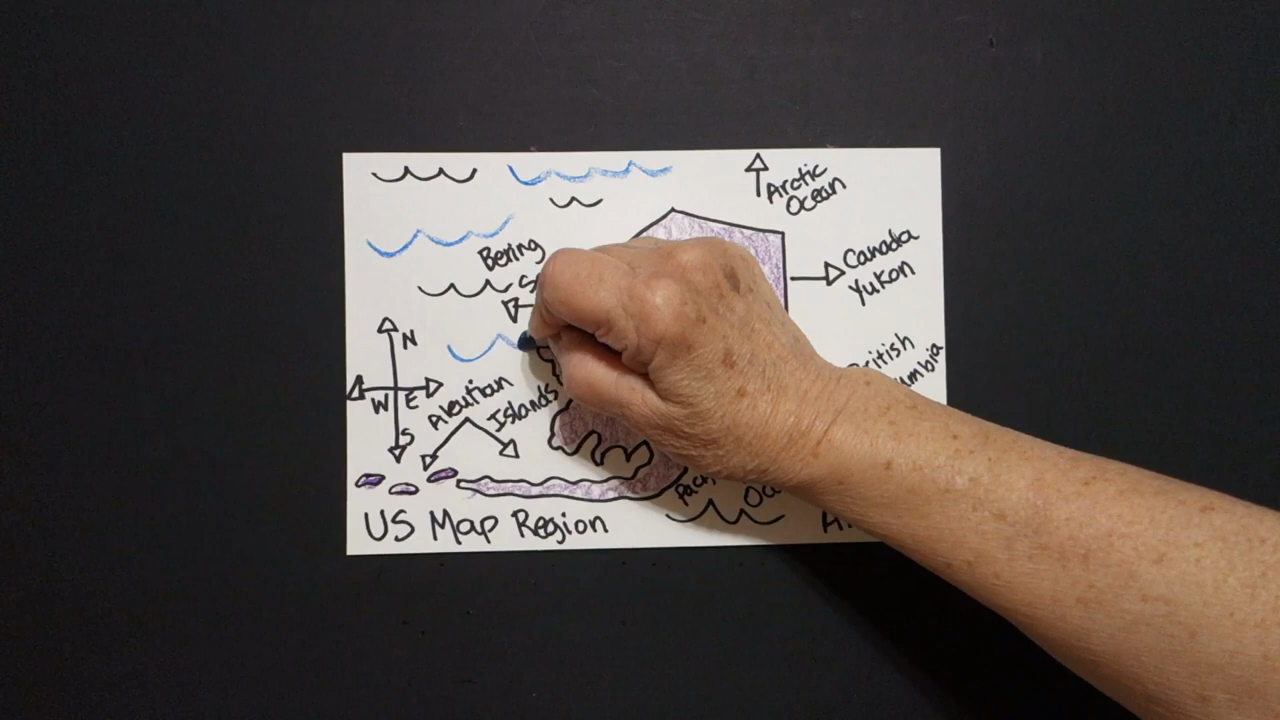 Arctic
Ocean
Canada
Yukon
Bering
N
W E
S
Aleutian
Islands
US Map Region